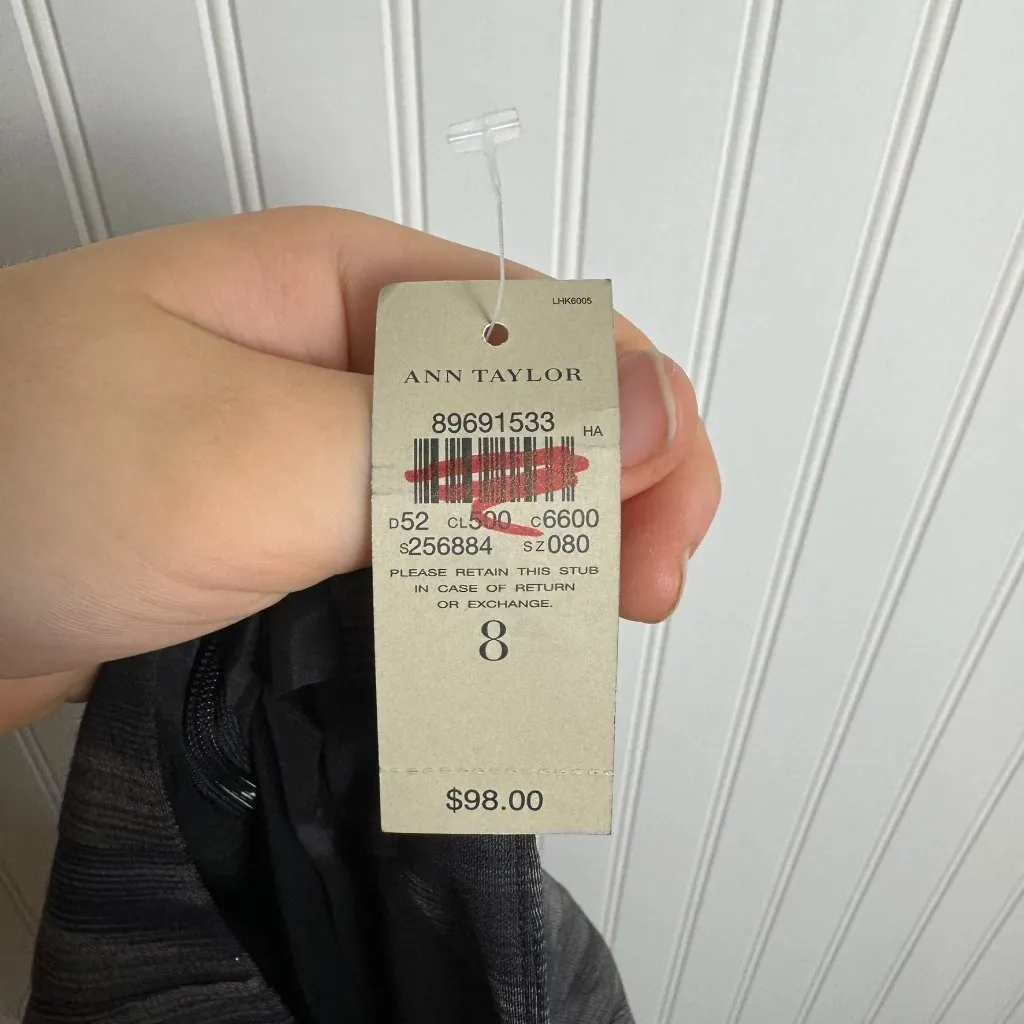 LHK6005
ANN TAYLOR
89691533
HA
D52 CL500 C6600
S256884 SZ080
PLEASE RETAIN THIS STUB
IN CASE OF RETURN
OR EXCHANGE.
8
$98.00